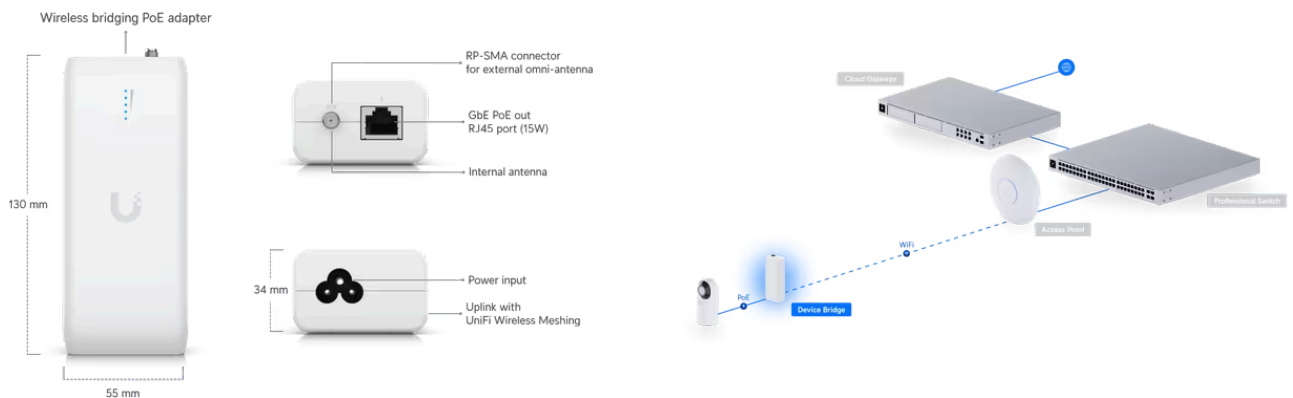 Wireless bridging PoE adapter
130 mm
55 mm
RP-SMA connector
for external omni-antenna
GbE PoE out
RJ45 port (15W)
Internal antenna
34 mm
Power input
Uplink with
UniFi Wireless Meshing
Cloud Gateway
Professional Switch
Access Point
WiFi
PoE
Device Bridge